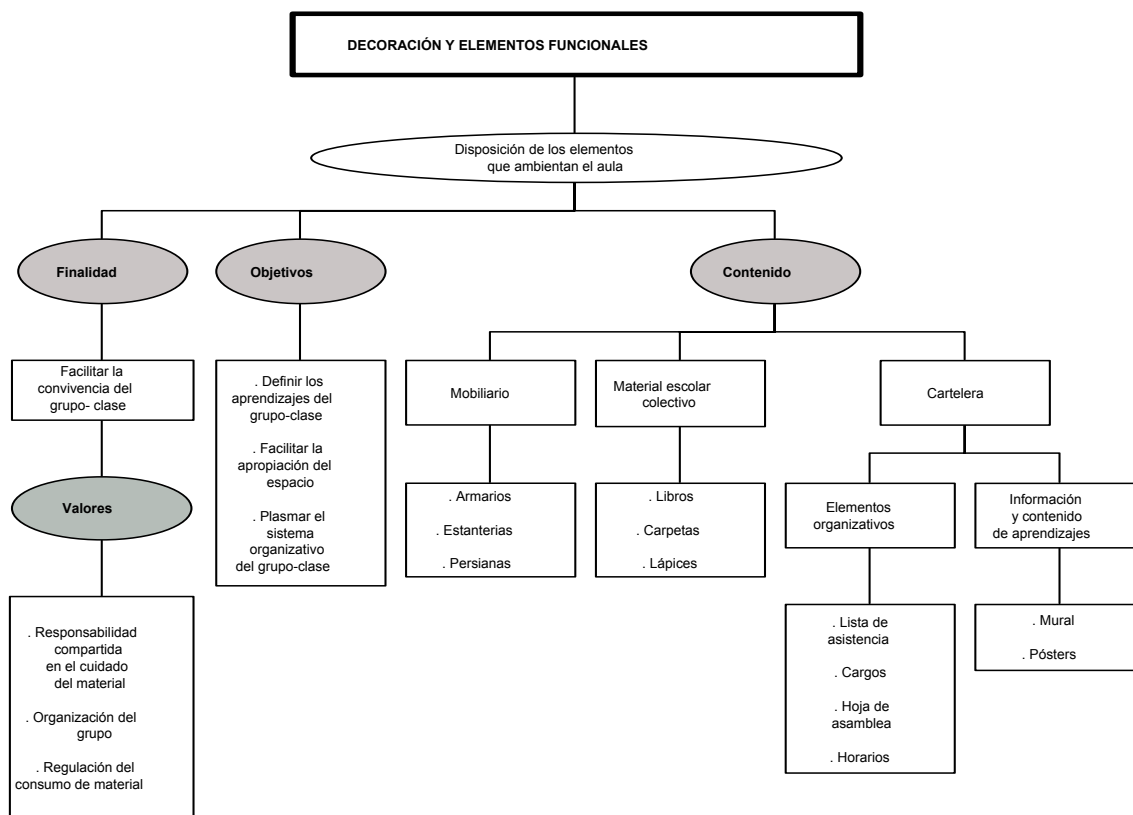 DECORACIÓN Y ELEMENTOS FUNCIONALES
Disposición de los elementos
que ambientan el aula
Finalidad
Objetivos
Contenido
Facilitar la
convivencia del
grupo- clase
. Definir los
aprendizajes del
grupo-clase
. Facilitar la
apropiación del
espacio
. Plasmar el
sistema
organizativo
del grupo-clase
Mobiliario
Material escolar
colectivo
Cartelera
Valores
. Armarios
. Estanterias
. Persianas
. Libros
. Carpetas
. Lápices
Elementos
organizativos
Información
y contenido
de aprendizajes
. Responsabilidad
compartida
en el cuidado
del material
. Organización del
grupo
. Regulación del
consumo de material
. Lista de
asistencia
. Cargos
. Hoja de
asamblea
. Horarios
. Mural
. Pósters